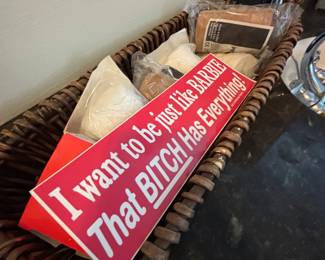 I want to be just like BARBIE
That BITCH Has Everything!